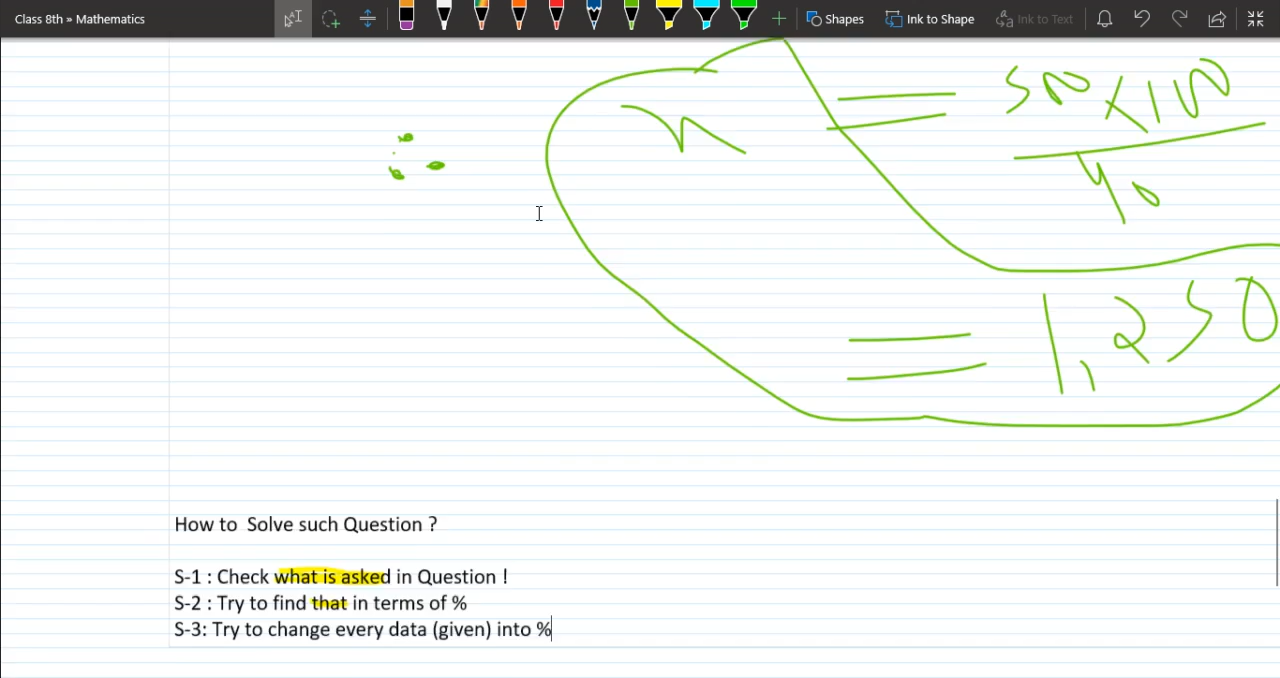 Class 8th » Mathematics
Shapes
Ink to Shape
Ink to Text
∴ x = 500 × 100
40
= 1,250
How to  Solve such Question ?
S-1 : Check what is asked in Question !
S-2 : Try to find that in terms of %
S-3: Try to change every data (given) into %